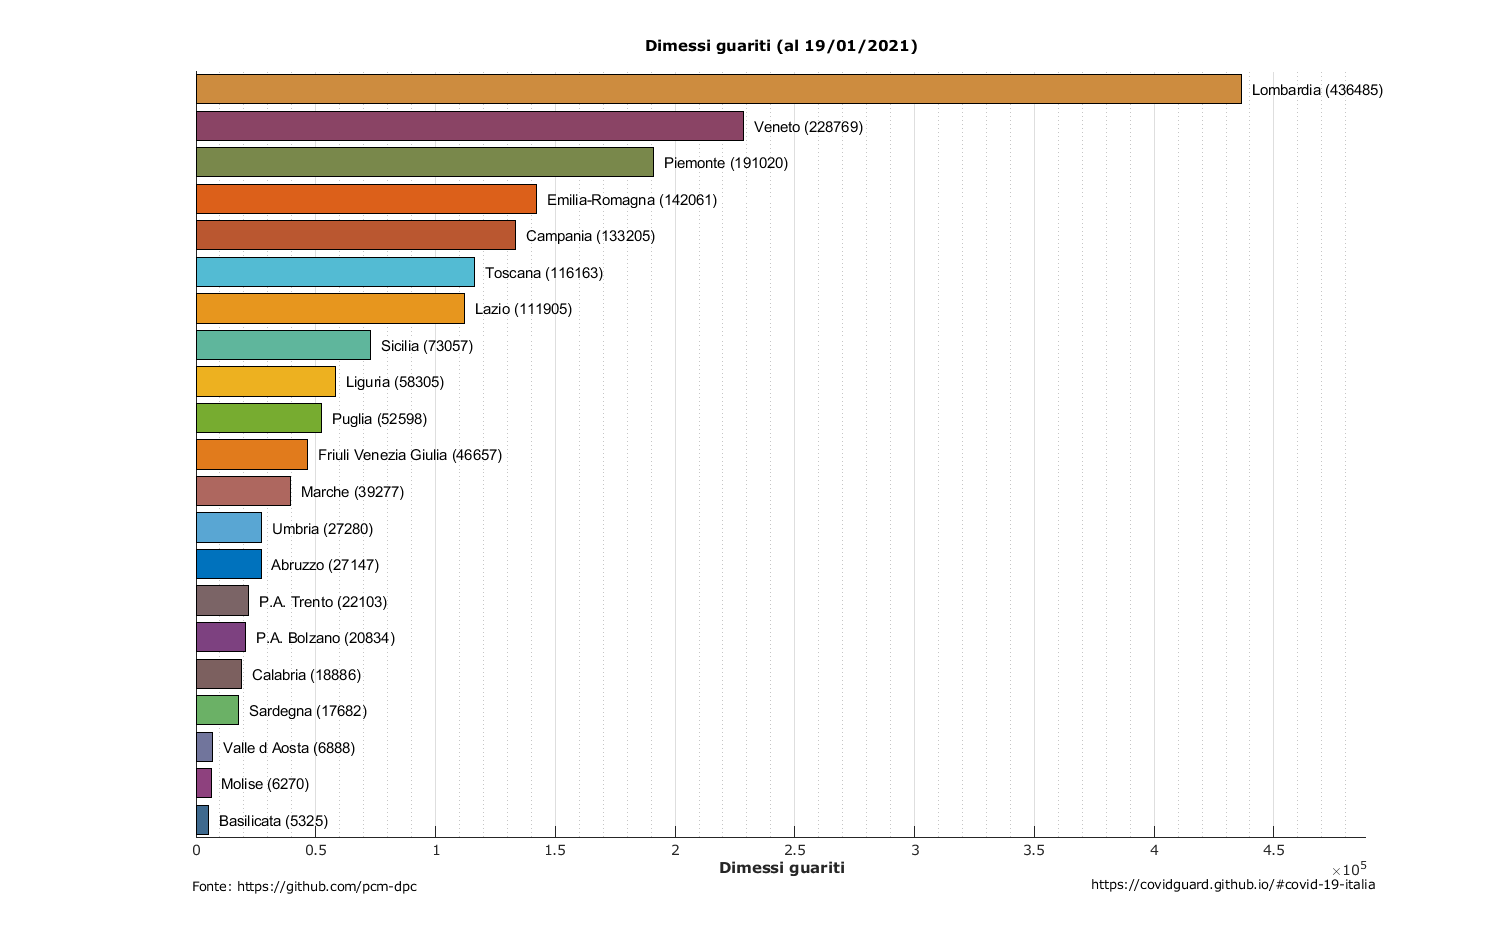 Dimessi guariti (al 19/01/2021)
Lombardia (436485)
Veneto (228769)
Piemonte (191020)
Emilia-Romagna (142061)
Campania (133205)
Toscana (116163)
Lazio (111905)
Sicilia (73057)
Liguria (58305)
Puglia (52598)
Friuli Venezia Giulia (46657)
Marche (39277)
Umbria (27280)
Abruzzo (27147)
P.A. Trento (22103)
P.A. Bolzano (20834)
Calabria (18886)
Sardegna (17682)
Valle d Aosta (6888)
Molise (6270)
Basilicata (5325)
0 0.5 1 1.5 2 2.5 3 3.5 4 4.5
×10⁵
Dimessi guariti
Fonte: https://github.com/pcm-dpc
https://covidguard.github.io/#covid-19-italia